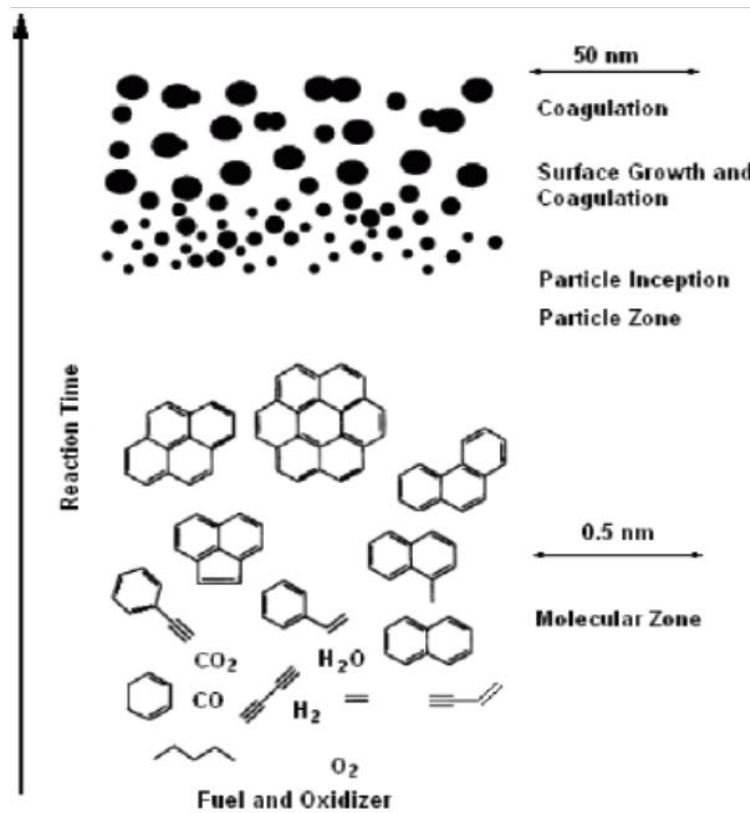 50 nm
Coagulation
Surface Growth and
Coagulation
Particle Inception
Particle Zone
Reaction Time
0.5 nm
Molecular Zone
CO₂
H₂O
CO
H₂
O₂
Fuel and Oxidizer